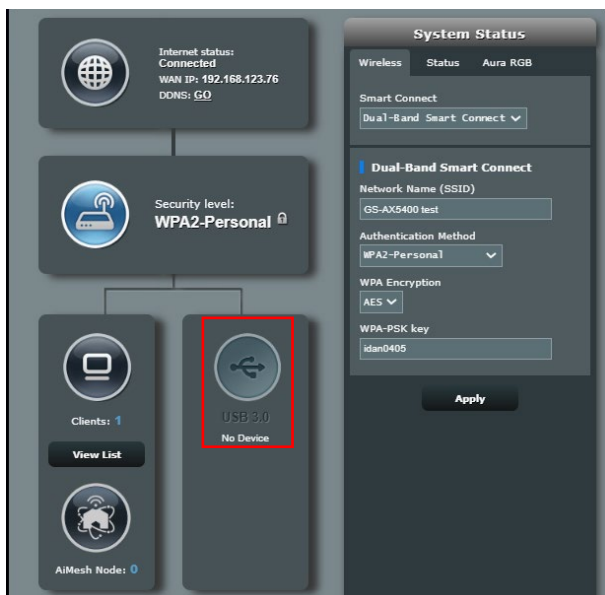 Internet status:
Connected
WAN IP: 192.168.123.76
DDNS: GO
Security level:
WPA2-Personal
Clients: 1
View List
AiMesh Node: 0
USB 3.0
No Device
System Status
Wireless Status Aura RGB
Smart Connect
Dual-Band Smart Connect
Dual-Band Smart Connect
Network Name (SSID)
GS-AX5400 test
Authentication Method
WPA2-Personal
WPA Encryption
AES
WPA-PSK key
idan0405
Apply